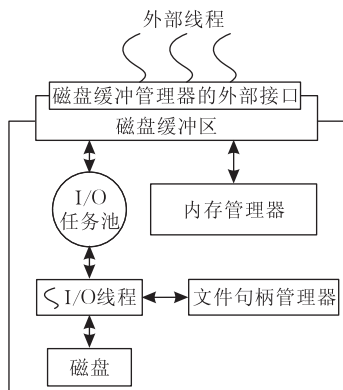 外部线程
磁盘缓冲管理器的外部接口
磁盘缓冲区
I/O
任务池
内存管理器
I/O线程
文件句柄管理器
磁盘